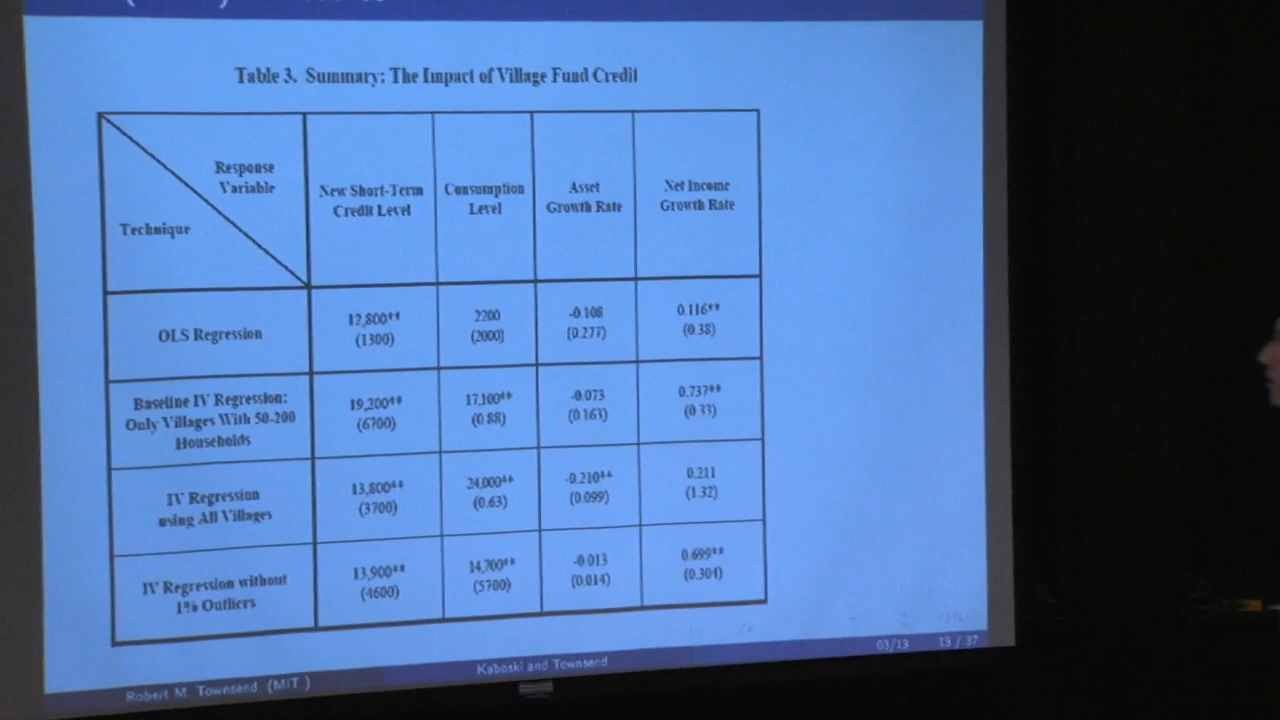 Table 3. Summary: The Impact of Village Fund Credit
Response
Variable
Technique
New Short-Term
Credit Level
Consumption
Level
Asset
Growth Rate
Net Income
Growth Rate
OLS Regression
12,800**
(1300)
2200
(2000)
-0.108
(0.277)
0.116**
(0.38)
Baseline IV Regression:
Only Villages With 50-200
Households
19,200**
(6700)
17,100**
(0.88)
-0.073
(0.163)
0.737**
(0.33)
IV Regression
using All Villages
13,800**
(3700)
24,000**
(0.63)
-0.210**
(0.099)
0.211
(1.32)
IV Regression without
1% Outliers
13,900**
(4600)
14,700**
(5700)
-0.013
(0.014)
0.699**
(0.304)
Robert M. Townsend (MIT )
Kaboski and Townsend
03/13
13 / 37